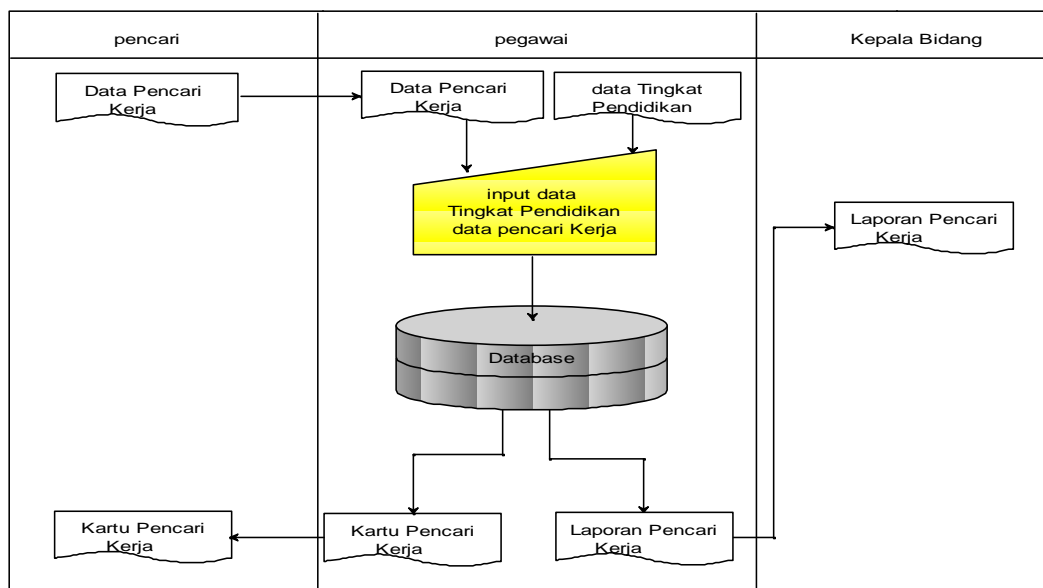 pencari
pegawai
Kepala Bidang
Data Pencari
Kerja
Data Pencari
Kerja
data Tingkat
Pendidikan
input data
Tingkat Pendidikan
data pencari Kerja
Laporan Pencari
Kerja
Database
Kartu Pencari
Kerja
Kartu Pencari
Kerja
Laporan Pencari
Kerja